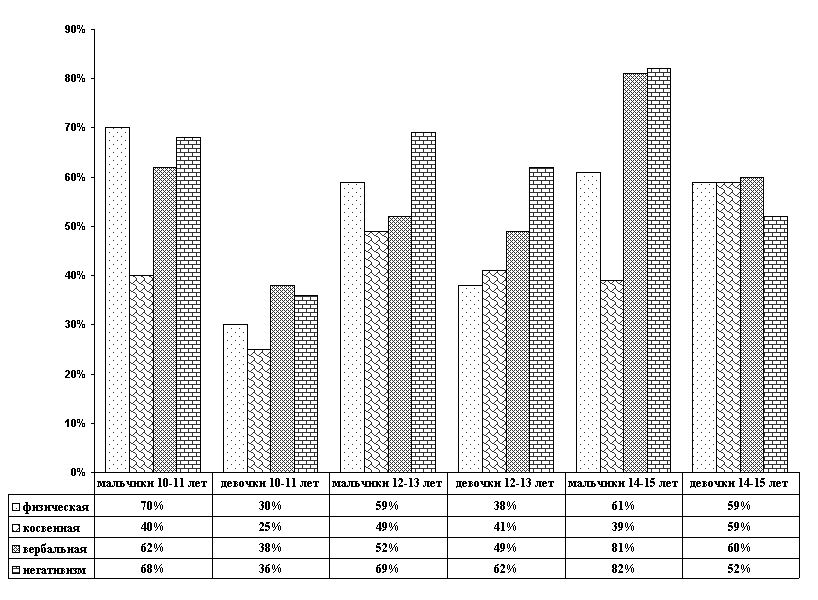 90%
80%
70%
60%
50%
40%
30%
20%
10%
0%
мальчики 10-11 лет девочки 10-11 лет мальчики 12-13 лет девочки 12-13 лет мальчики 14-15 лет девочки 14-15 лет
физическая 70% 30% 59% 38% 61% 59%
косвенная 40% 25% 49% 41% 39% 59%
вербальная 62% 38% 52% 49% 81% 60%
негативизм 68% 36% 69% 62% 82% 52%